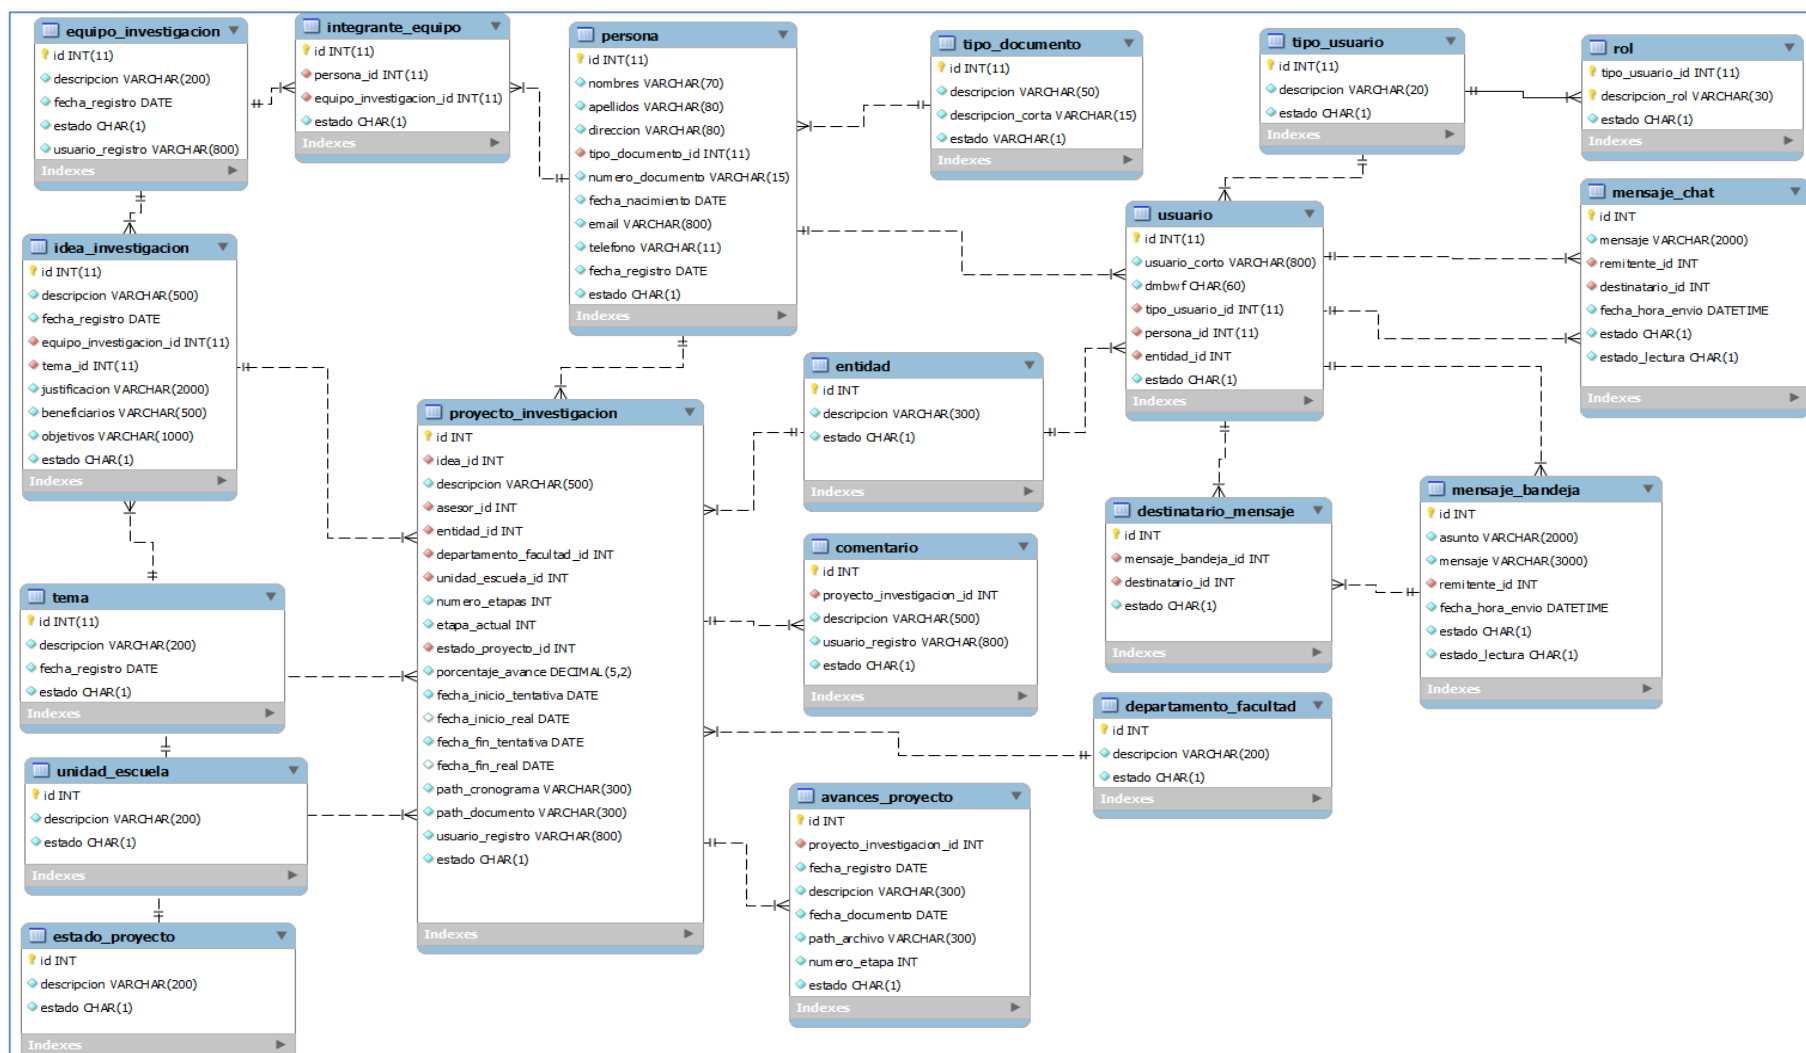 equipo_investigacion
id INT(11)
descripcion VARCHAR(200)
fecha_registro DATE
estado CHAR(1)
usuario_registro VARCHAR(800)
Indexes
integrante_equipo
id INT(11)
persona_id INT(11)
equipo_investigacion_id INT(11)
estado CHAR(1)
Indexes
persona
id INT(11)
nombres VARCHAR(70)
apellidos VARCHAR(80)
direccion VARCHAR(80)
tipo_documento_id INT(11)
numero_documento VARCHAR(15)
fecha_nacimiento DATE
email VARCHAR(800)
telefono VARCHAR(11)
fecha_registro DATE
estado CHAR(1)
Indexes
tipo_documento
id INT(11)
descripcion VARCHAR(50)
descripcion_corta VARCHAR(15)
estado VARCHAR(1)
Indexes
tipo_usuario
id INT(11)
descripcion VARCHAR(20)
estado CHAR(1)
Indexes
rol
tipo_usuario_id INT(11)
descripcion_rol VARCHAR(30)
estado CHAR(1)
Indexes
idea_investigacion
id INT(11)
descripcion VARCHAR(500)
fecha_registro DATE
equipo_investigacion_id INT(11)
tema_id INT(11)
justificacion VARCHAR(2000)
beneficiarios VARCHAR(500)
objetivos VARCHAR(1000)
estado CHAR(1)
Indexes
usuario
id INT(11)
usuario_corto VARCHAR(800)
dmbwf CHAR(60)
tipo_usuario_id INT(11)
persona_id INT(11)
entidad_id INT
estado CHAR(1)
Indexes
mensaje_chat
id INT
mensaje VARCHAR(2000)
remitente_id INT
destinatario_id INT
fecha_hora_envio DATETIME
estado CHAR(1)
estado_lectura CHAR(1)
Indexes
proyecto_investigacion
id INT
idea_id INT
descripcion VARCHAR(500)
asesor_id INT
entidad_id INT
departamento_facultad_id INT
unidad_escuela_id INT
numero_etapas INT
etapa_actual INT
estado_proyecto_id INT
porcentaje_avance DECIMAL(5,2)
fecha_inicio_tentativa DATE
fecha_inicio_real DATE
fecha_fin_tentativa DATE
fecha_fin_real DATE
path_cronograma VARCHAR(300)
path_documento VARCHAR(300)
usuario_registro VARCHAR(800)
estado CHAR(1)
Indexes
entidad
id INT
descripcion VARCHAR(300)
estado CHAR(1)
Indexes
comentario
id INT
proyecto_investigacion_id INT
descripcion VARCHAR(500)
usuario_registro VARCHAR(800)
estado CHAR(1)
Indexes
destinatario_mensaje
id INT
mensaje_bandeja_id INT
destinatario_id INT
estado CHAR(1)
Indexes
mensaje_bandeja
id INT
asunto VARCHAR(2000)
mensaje VARCHAR(3000)
remitente_id INT
fecha_hora_envio DATETIME
estado CHAR(1)
estado_lectura CHAR(1)
Indexes
tema
id INT(11)
descripcion VARCHAR(200)
fecha_registro DATE
estado CHAR(1)
Indexes
departamento_facultad
id INT
descripcion VARCHAR(200)
estado CHAR(1)
Indexes
unidad_escuela
id INT
descripcion VARCHAR(200)
estado CHAR(1)
Indexes
avances_proyecto
id INT
proyecto_investigacion_id INT
fecha_registro DATE
descripcion VARCHAR(300)
fecha_documento DATE
path_archivo VARCHAR(300)
numero_etapa INT
estado CHAR(1)
Indexes
estado_proyecto
id INT
descripcion VARCHAR(200)
estado CHAR(1)
Indexes